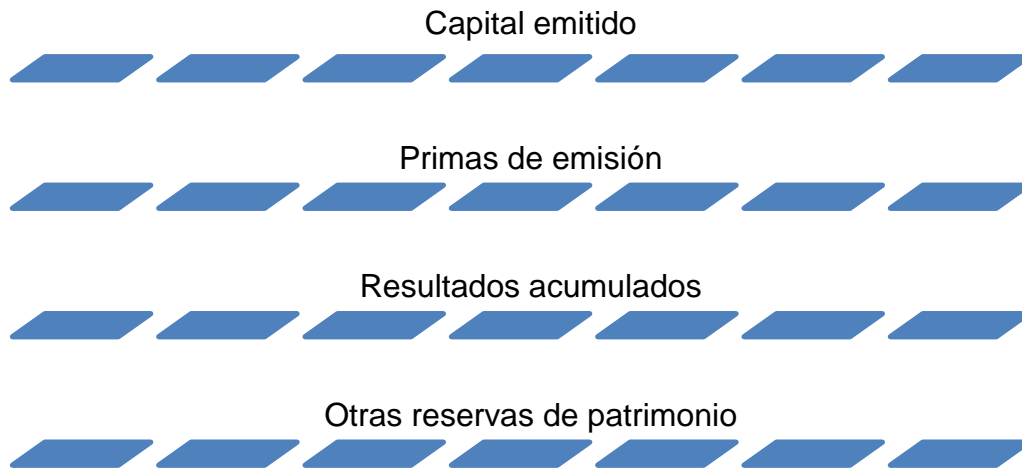 Capital emitido
Primas de emisión
Resultados acumulados
Otras reservas de patrimonio